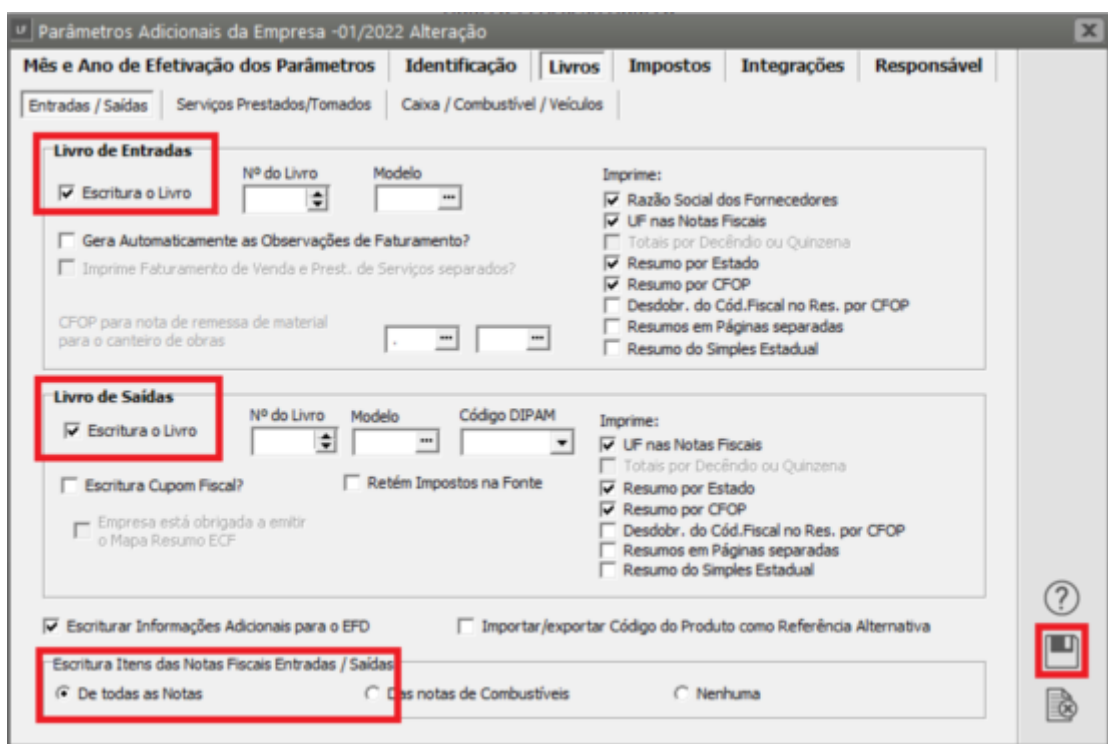 LF Parâmetros Adicionais da Empresa -01/2022 Alteração
Mês e Ano de Efetivação dos Parâmetros Identificação Livros Impostos Integrações Responsável
Entradas / Saídas Serviços Prestados/Tomados Caixa / Combustível / Veículos
Livro de Entradas
Escritura o Livro
Nº do Livro
Modelo
...
Gera Automaticamente as Observações de Faturamento?
Imprime Faturamento de Venda e Prest. de Serviços separados?
CFOP para nota de remessa de material
para o canteiro de obras
. ... ...
Imprime:
Razão Social dos Fornecedores
UF nas Notas Fiscais
Totais por Decêndio ou Quinzena
Resumo por Estado
Resumo por CFOP
Desdobr. do Cód.Fiscal no Res. por CFOP
Resumos em Páginas separadas
Resumo do Simples Estadual
Livro de Saídas
Escritura o Livro
Nº do Livro
Modelo
...
Código DIPAM
Escritura Cupom Fiscal?
Retém Impostos na Fonte
Empresa está obrigada a emitir
o Mapa Resumo ECF
Imprime:
UF nas Notas Fiscais
Totais por Decêndio ou Quinzena
Resumo por Estado
Resumo por CFOP
Desdobr. do Cód.Fiscal no Res. por CFOP
Resumos em Páginas separadas
Resumo do Simples Estadual
Escriturar Informações Adicionais para o EFD
Importar/exportar Código do Produto como Referência Alternativa
Escritura Itens das Notas Fiscais Entradas / Saídas
De todas as Notas
Das notas de Combustíveis
Nenhuma